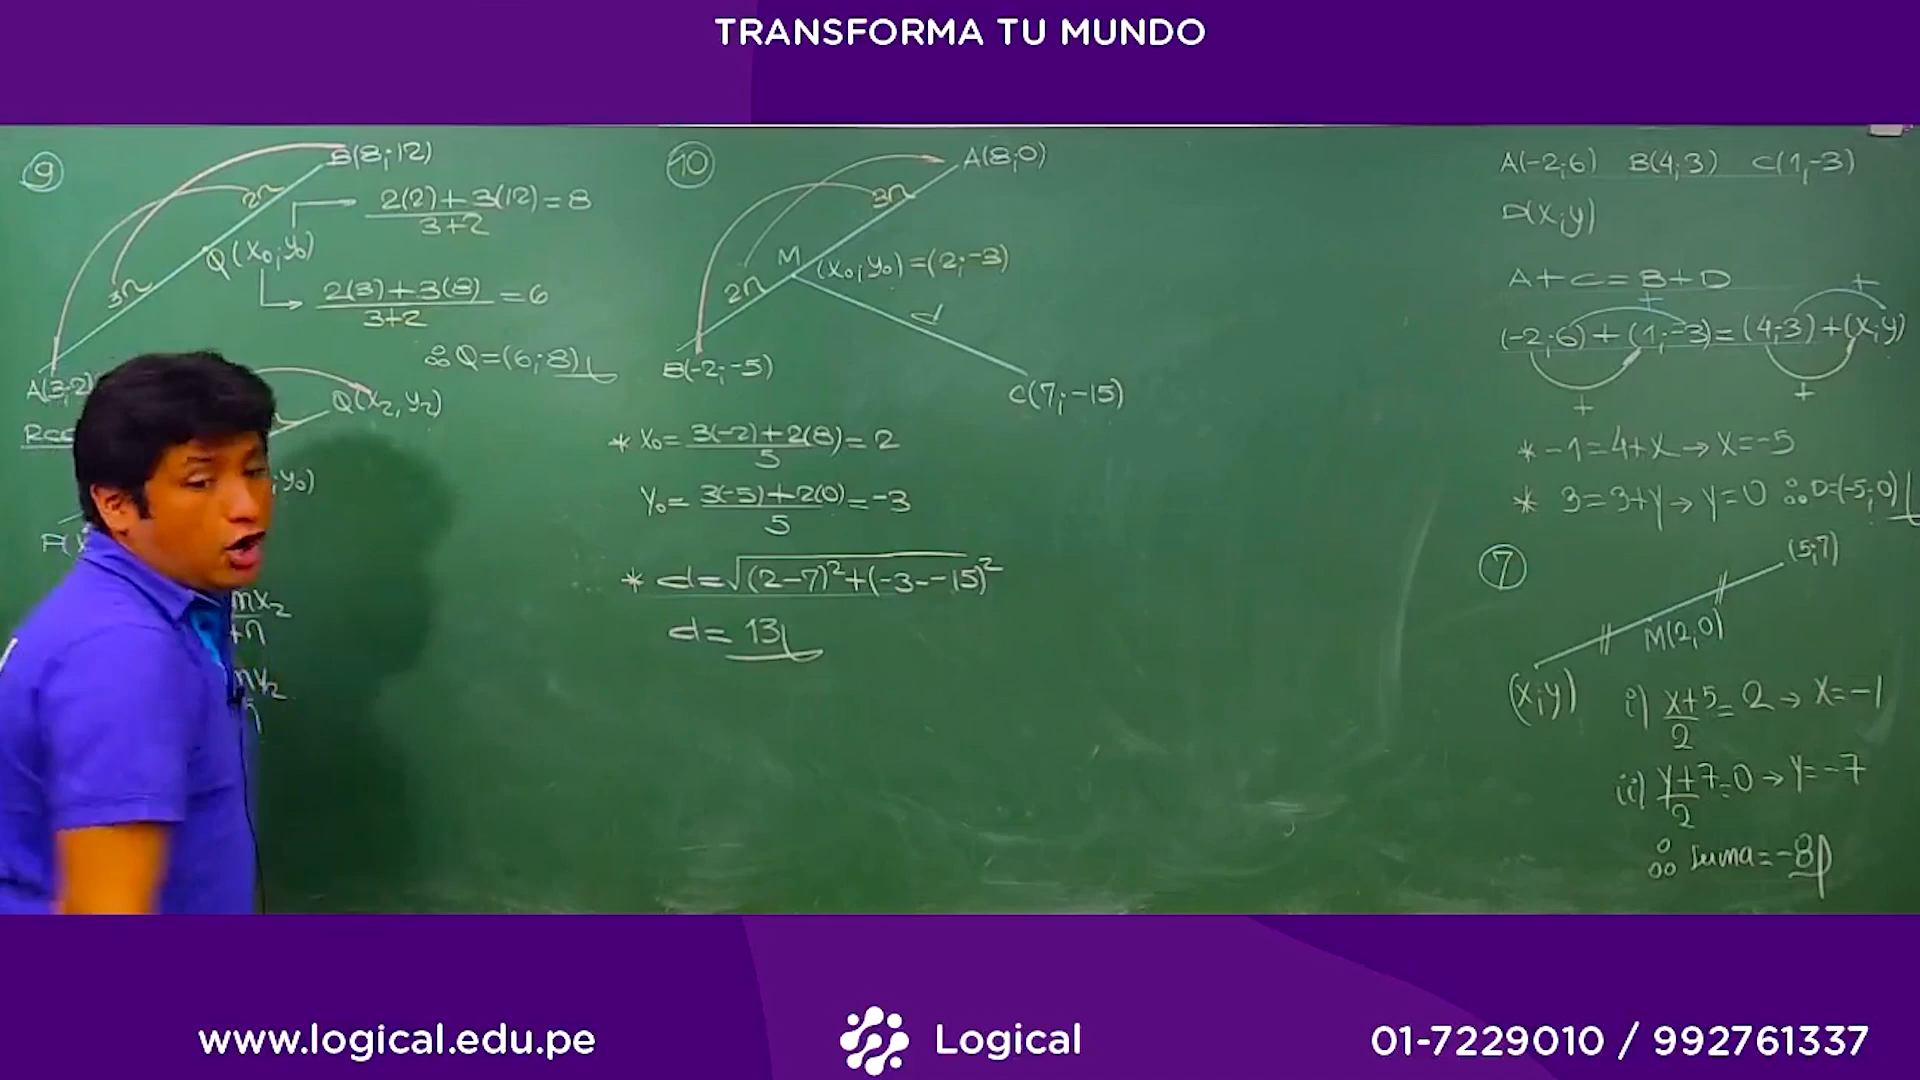 TRANSFORMA TU MUNDO
9
B(8;12)
2n
2(2)+3(12)=8
3+2
Q(x₀;y₀)
3n
2(3)+3(8)=6
3+2
∴Q=(6;8)
A(3;2)
Q(x₂,y₂)
;y₀)
mx₂
+n
my₂
n
10
A(8;0)
3n
M (x₀;y₀)=(2;-3)
2n
d
B(-2;-5)
C(7;-15)
* x₀=3(-2)+2(8)=2
5
y₀=3(-5)+2(0)=-3
5
* d=√(2-7)²+(-3--15)²
d=13
A(-2;6) B(4;3) C(1;-3)
D(x;y)
A+C=B+D
+ +
(-2;6)+(1;-3)=(4;3)+(x;y)
+ +
* -1=4+x→x=-5
* 3=3+y→y=0 ∴D=(-5;0)
7
(5;7)
M(2,0)
(x;y)
i) x+5=2→x=-1
2
ii) y+7=0→y=-7
2
∴ Suma=-8
www.logical.edu.pe
Logical
01-7229010 / 992761337